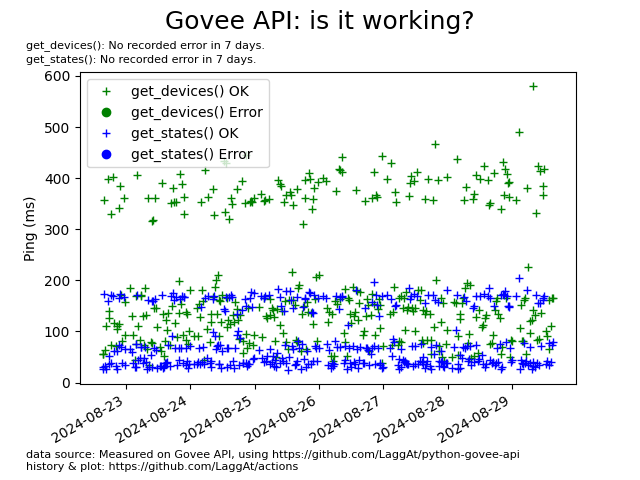 Govee API: is it working?
get_devices(): No recorded error in 7 days.
get_states(): No recorded error in 7 days.
get_devices() OK
get_devices() Error
get_states() OK
get_states() Error
600
500
400
300
200
100
0
Ping (ms)
2024-08-23
2024-08-24
2024-08-25
2024-08-26
2024-08-27
2024-08-28
2024-08-29
data source: Measured on Govee API, using https://github.com/LaggAt/python-govee-api
history & plot: https://github.com/LaggAt/actions